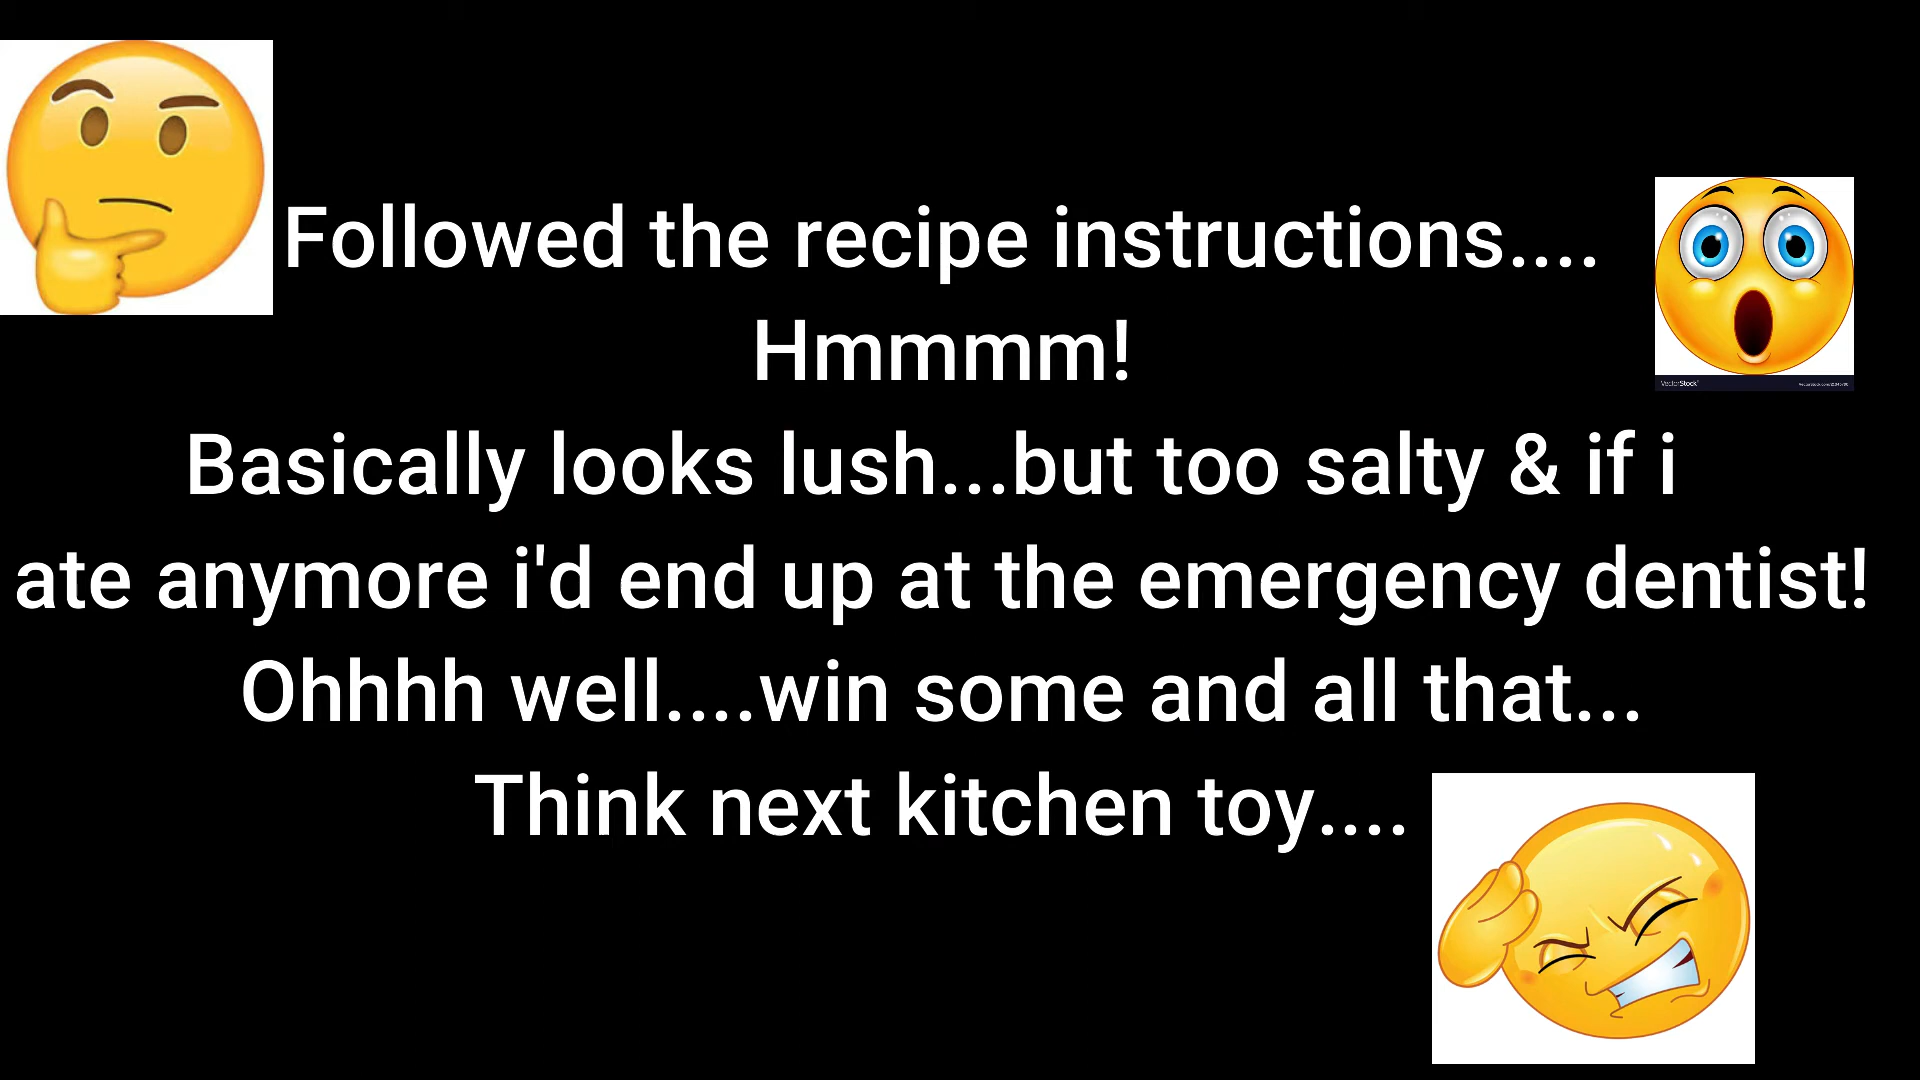 Followed the recipe instructions....
Hmmmm!
Basically looks lush...but too salty & if i
ate anymore i'd end up at the emergency dentist!
Ohhhh well....win some and all that...
Think next kitchen toy....
VectorStock